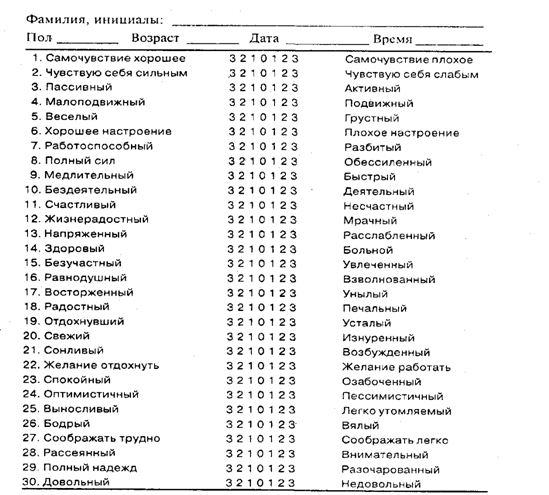 Фамилия, инициалы:
Пол Возраст Дата Время
1. Самочувствие хорошее 3 2 1 0 1 2 3 Самочувствие плохое
2. Чувствую себя сильным 3 2 1 0 1 2 3 Чувствую себя слабым
3. Пассивный 3 2 1 0 1 2 3 Активный
4. Малоподвижный 3 2 1 0 1 2 3 Подвижный
5. Веселый 3 2 1 0 1 2 3 Грустный
6. Хорошее настроение 3 2 1 0 1 2 3 Плохое настроение
7. Работоспособный 3 2 1 0 1 2 3 Разбитый
8. Полный сил 3 2 1 0 1 2 3 Обессиленный
9. Медлительный 3 2 1 0 1 2 3 Быстрый
10. Бездеятельный 3 2 1 0 1 2 3 Деятельный
11. Счастливый 3 2 1 0 1 2 3 Несчастный
12. Жизнерадостный 3 2 1 0 1 2 3 Мрачный
13. Напряженный 3 2 1 0 1 2 3 Расслабленный
14. Здоровый 3 2 1 0 1 2 3 Больной
15. Безучастный 3 2 1 0 1 2 3 Увлеченный
16. Равнодушный 3 2 1 0 1 2 3 Взволнованный
17. Восторженный 3 2 1 0 1 2 3 Унылый
18. Радостный 3 2 1 0 1 2 3 Печальный
19. Отдохнувший 3 2 1 0 1 2 3 Усталый
20. Свежий 3 2 1 0 1 2 3 Изнуренный
21. Сонливый 3 2 1 0 1 2 3 Возбужденный
22. Желание отдохнуть 3 2 1 0 1 2 3 Желание работать
23. Спокойный 3 2 1 0 1 2 3 Озабоченный
24. Оптимистичный 3 2 1 0 1 2 3 Пессимистичный
25. Выносливый 3 2 1 0 1 2 3 Легко утомляемый
26. Бодрый 3 2 1 0 1 2 3 Вялый
27. Соображать трудно 3 2 1 0 1 2 3 Соображать легко
28. Рассеянный 3 2 1 0 1 2 3 Внимательный
29. Полный надежд 3 2 1 0 1 2 3 Разочарованный
30. Довольный 3 2 1 0 1 2 3 Недовольный